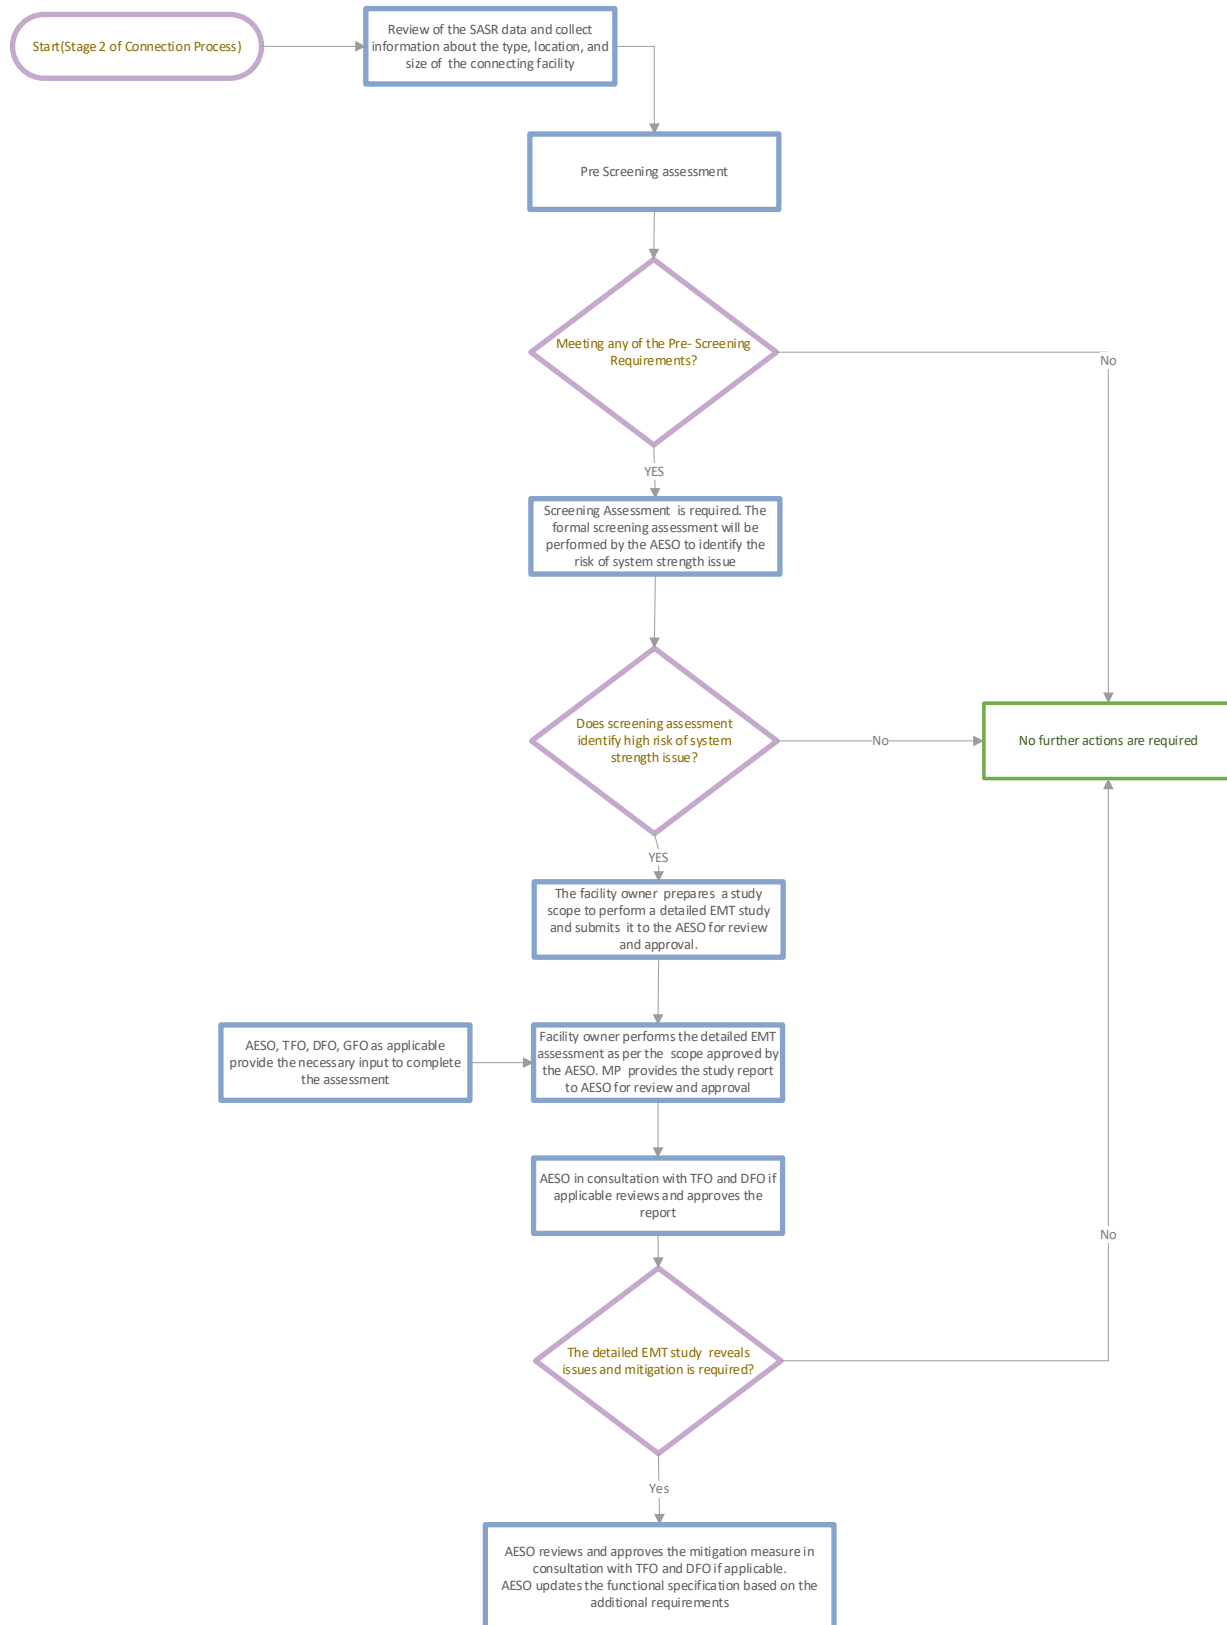 Start(Stage 2 of Connection Process)
Review of the SASR data and collect
information about the type, location, and
size of the connecting facility
Pre Screening assessment
Meeting any of the Pre- Screening
Requirements?
No
YES
Screening Assessment is required. The
formal screening assessment will be
performed by the AESO to identify the
risk of system strength issue
Does screening assessment
identify high risk of system
strength issue?
No
No further actions are required
YES
The facility owner prepares a study
scope to perform a detailed EMT study
and submits it to the AESO for review
and approval.
AESO, TFO, DFO, GFO as applicable
provide the necessary input to complete
the assessment
Facility owner performs the detailed EMT
assessment as per the scope approved by
the AESO. MP provides the study report
to AESO for review and approval
AESO in consultation with TFO and DFO if
applicable reviews and approves the
report
No
The detailed EMT study reveals
issues and mitigation is required?
Yes
AESO reviews and approves the mitigation measure in
consultation with TFO and DFO if applicable.
AESO updates the functional specification based on the
additional requirements